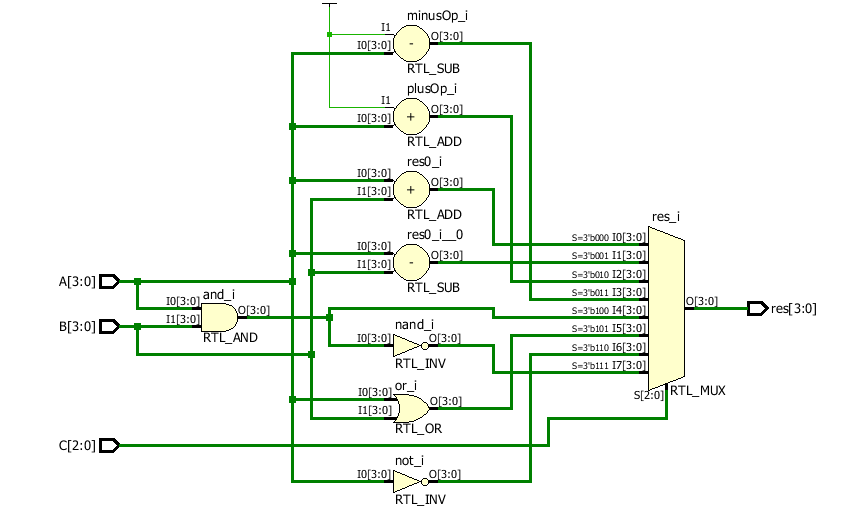 minusOp_i
I1
I0[3:0]
-
O[3:0]
RTL_SUB
plusOp_i
I1
I0[3:0]
+
O[3:0]
RTL_ADD
res0_i
I0[3:0]
I1[3:0]
+
O[3:0]
RTL_ADD
res0_i__0
I0[3:0]
I1[3:0]
-
O[3:0]
RTL_SUB
A[3:0]
B[3:0]
and_i
I0[3:0]
I1[3:0]
O[3:0]
RTL_AND
nand_i
I0[3:0]
O[3:0]
RTL_INV
or_i
I0[3:0]
I1[3:0]
O[3:0]
RTL_OR
C[2:0]
not_i
I0[3:0]
O[3:0]
RTL_INV
res_i
S=3'b000 I0[3:0]
S=3'b001 I1[3:0]
S=3'b010 I2[3:0]
S=3'b011 I3[3:0]
S=3'b100 I4[3:0]
S=3'b101 I5[3:0]
S=3'b110 I6[3:0]
S=3'b111 I7[3:0]
O[3:0]
S[2:0]
RTL_MUX
res[3:0]